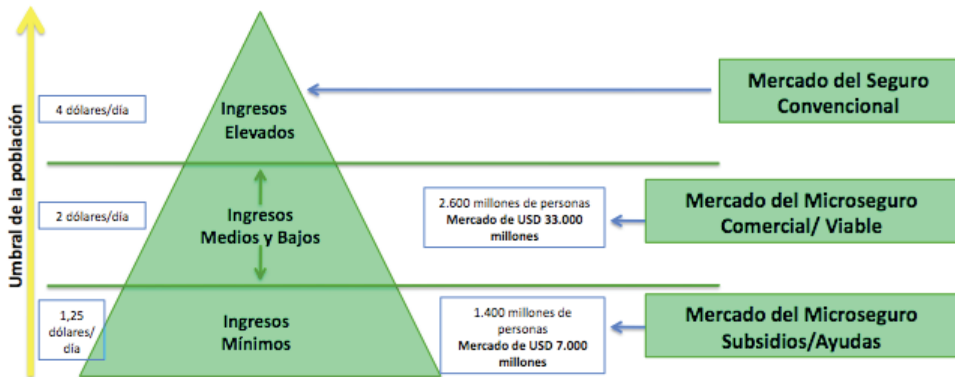 Umbral de la población
4 dólares/día
Ingresos
Elevados
Mercado del Seguro
Convencional
2 dólares/día
Ingresos
Medios y Bajos
2.600 millones de personas
Mercado de USD 33.000
millones
Mercado del Microseguro
Comercial/ Viable
1,25
dólares/
día
Ingresos
Mínimos
1.400 millones de
personas
Mercado de USD 7.000
millones
Mercado del Microseguro
Subsidios/Ayudas